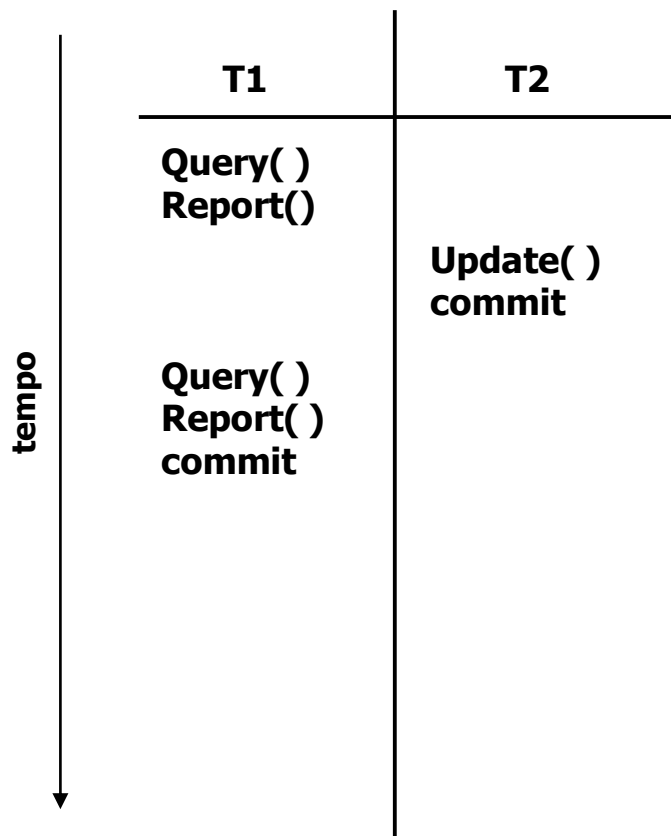 T1
T2
Query( )
Report()
Update( )
commit
Query( )
Report( )
commit
tempo